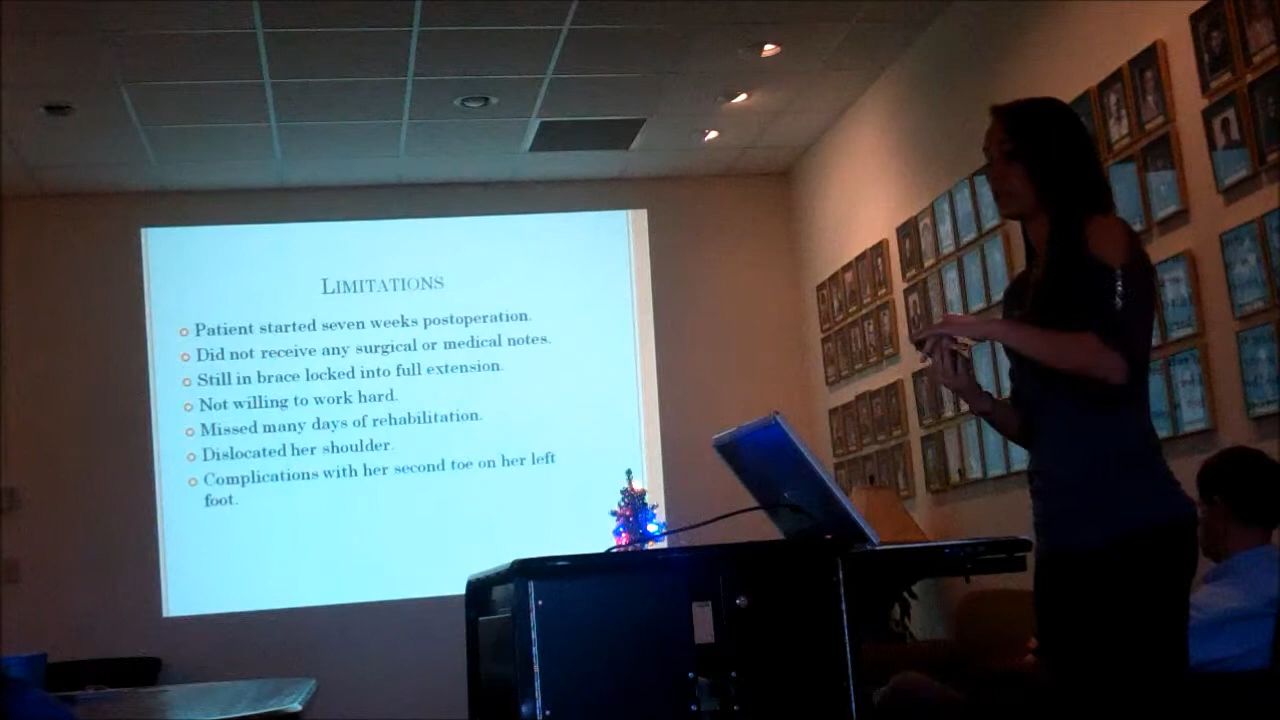 LIMITATIONS
Patient started seven weeks postoperation.
Did not receive any surgical or medical notes.
Still in brace locked into full extension.
Not willing to work hard.
Missed many days of rehabilitation.
Dislocated her shoulder.
Complications with her second toe on her left
foot.